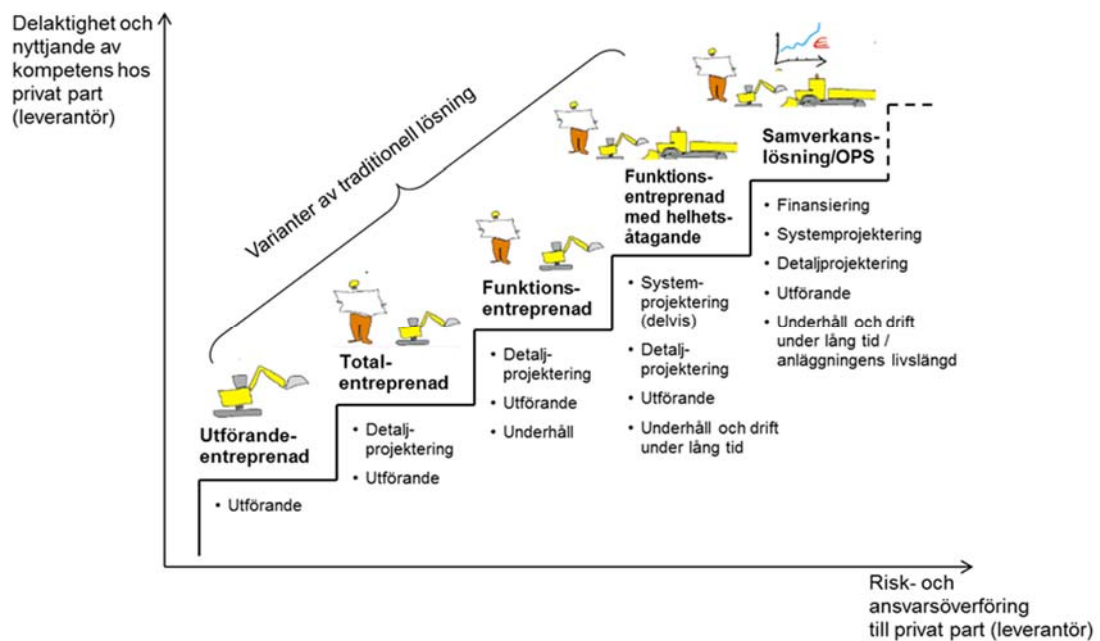 Delaktighet och
nyttjande av
kompetens hos
privat part
(leverantör)
Varianter av traditionell lösning
€
Utförande-
entreprenad
• Utförande
Total-
entreprenad
• Detalj-
projektering
• Utförande
Funktions-
entreprenad
• Detalj-
projektering
• Utförande
• Underhåll
Funktions-
entreprenad
med helhets-
åtagande
• System-
projektering
(delvis)
• Detalj-
projektering
• Utförande
• Underhåll och drift
under lång tid
Samverkans-
lösning/OPS
• Finansiering
• Systemprojektering
• Detaljprojektering
• Utförande
• Underhåll och drift
under lång tid /
anläggningens livslängd
Risk- och
ansvarsöverföring
till privat part (leverantör)